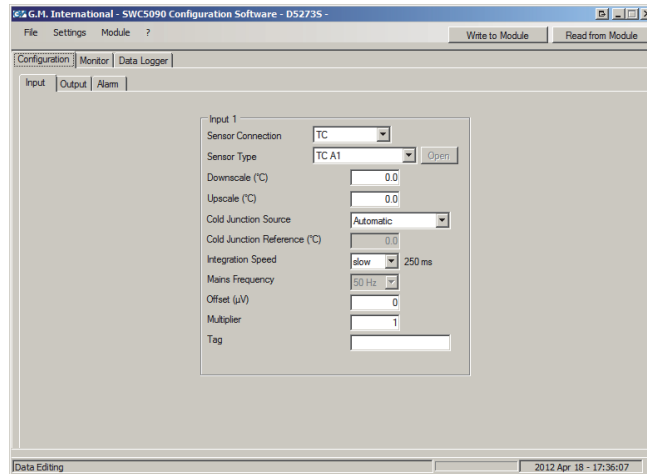 G.M. International - SWC5090 Configuration Software - D5273S -
File Settings Module ? Write to Module Read from Module
Configuration Monitor Data Logger
Input Output Alarm
Input 1
Sensor Connection TC
Sensor Type TC A1 Open
Downscale (°C) 0.0
Upscale (°C) 0.0
Cold Junction Source Automatic
Cold Junction Reference (°C) 0.0
Integration Speed slow 250 ms
Mains Frequency 50 Hz
Offset (µV) 0
Multiplier 1
Tag
Data Editing 2012 Apr 18 - 17:36:07